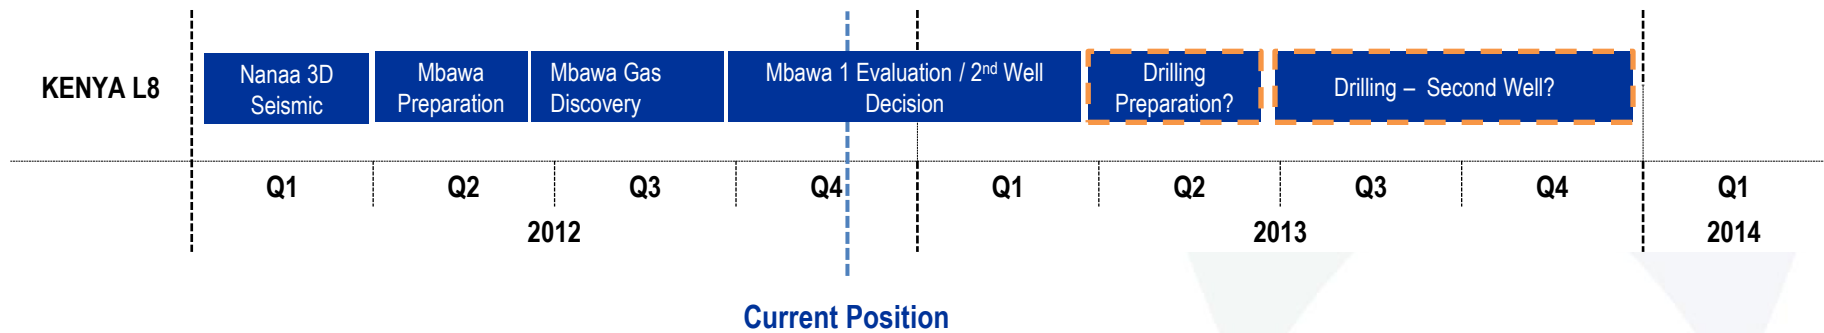 KENYA L8
Nanaa 3D
Seismic
Mbawa
Preparation
Mbawa Gas
Discovery
Mbawa 1 Evaluation / 2nd Well
Decision
Drilling
Preparation?
Drilling – Second Well?
Q1 Q2 Q3 Q4 Q1 Q2 Q3 Q4 Q1
2012 2013 2014
Current Position